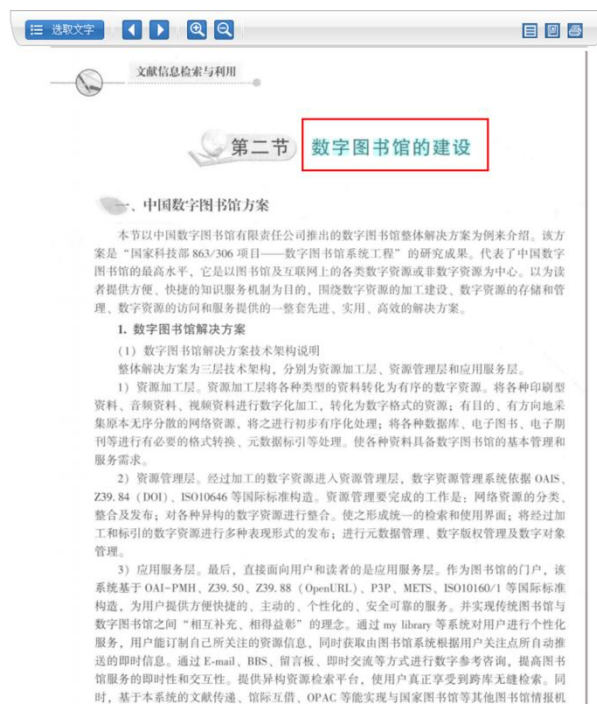 选取文字
文献信息检索与利用
第二节 数字图书馆的建设
一、中国数字图书馆方案
本节以中国数字图书馆有限责任公司推出的数字图书馆整体解决方案为例来介绍。该方
案是“国家科技部 863/306 项目——数字图书馆系统工程”的研究成果。代表了中国数字
图书馆的最高水平，它是以图书馆及互联网上的各类数字资源或非数字资源为中心。以为读
者提供方便、快捷的知识服务机制为目的，围绕数字资源的加工建设、数字资源的存储和管
理、数字资源的访问和服务提供的一整套先进、实用、高效的解决方案。
1. 数字图书馆解决方案
（1）数字图书馆解决方案技术架构说明
整体解决方案为三层技术架构，分别为资源加工层、资源管理层和应用服务层。
1）资源加工层。资源加工层将各种类型的资料转化为有序的数字资源。将各种印刷型
资料、音频资料、视频资料进行数字化加工，转化为数字格式的资源；有目的、有方向地采
集原本无序分散的网络资源，将之进行初步有序化处理；将各种数据库、电子图书、电子期
刊等进行有必要的格式转换、元数据标引等处理。使各种资料具备数字图书馆的基本管理和
服务需求。
2）资源管理层。经过加工的数字资源进入资源管理层，数字资源管理系统依据 OAIS、
Z39. 84（DOI）、ISO10646 等国际标准构造。资源管理要完成的工作是：网络资源的分类、
整合及发布；对各种异构的数字资源进行整合。使之形成统一的检索和使用界面；将经过加
工和标引的数字资源进行多种表现形式的发布；进行元数据管理、数字版权管理及数字对象
管理。
3）应用服务层。最后，直接面向用户和读者的是应用服务层。作为图书馆的门户，该
系统基于 OAI-PMH、Z39. 50、Z39. 88（OpenURL）、P3P、METS、ISO10160/1 等国际标准
构造，为用户提供方便快捷的、主动的、个性化的、安全可靠的服务。并实现传统图书馆与
数字图书馆之间“相互补充、相得益彰”的理念。通过 my library 等系统对用户进行个性化
服务，用户能订制自己所关注的资源信息，同时获取由图书馆系统根据用户关注点所自动推
送的即时信息。通过 E-mail、BBS、留言板、即时交流等方式进行数字参考咨询，提高图书
馆服务的即时性和交互性。提供异构资源检索平台，使用户真正享受到跨库无缝检索。同
时，基于本系统的文献传递、馆际互借、OPAC 等能实现与国家图书馆等其他图书馆情报机